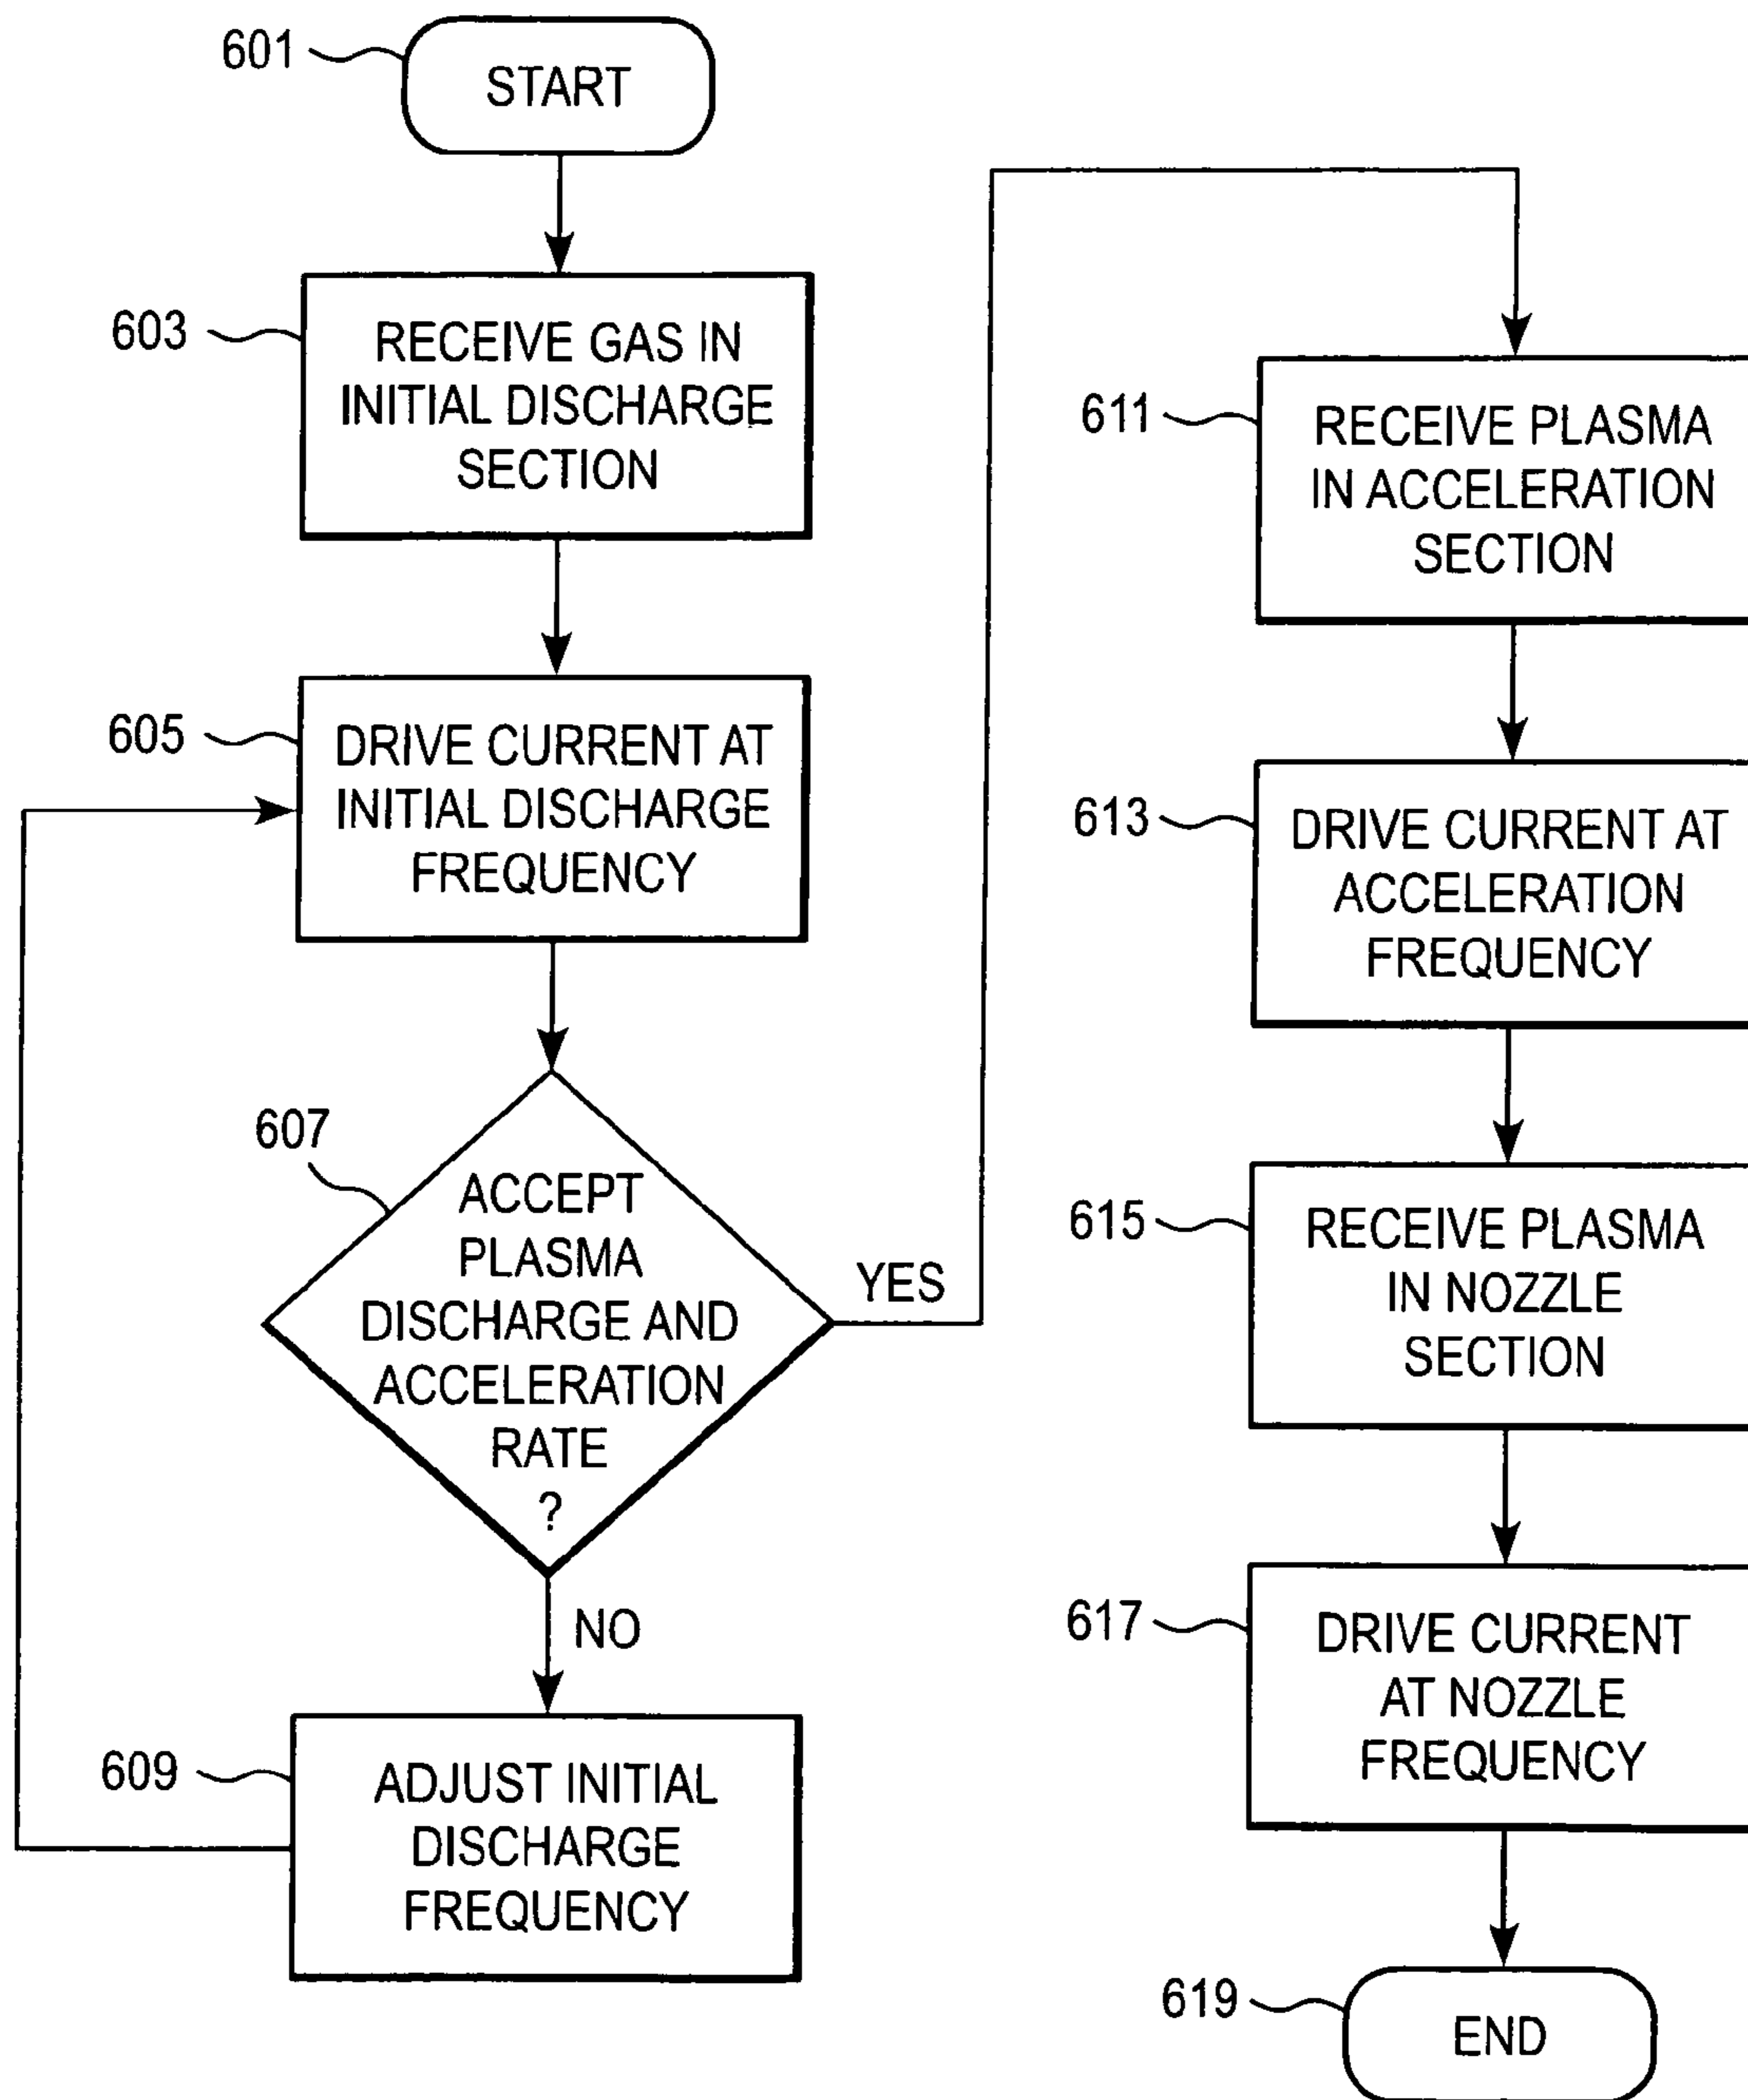 601
START
603
RECEIVE GAS IN
INITIAL DISCHARGE
SECTION
605
DRIVE CURRENT AT
INITIAL DISCHARGE
FREQUENCY
607
ACCEPT
PLASMA
DISCHARGE AND
ACCELERATION
RATE
?
YES
NO
609
ADJUST INITIAL
DISCHARGE
FREQUENCY
611
RECEIVE PLASMA
IN ACCELERATION
SECTION
613
DRIVE CURRENT AT
ACCELERATION
FREQUENCY
615
RECEIVE PLASMA
IN NOZZLE
SECTION
617
DRIVE CURRENT
AT NOZZLE
FREQUENCY
619
END